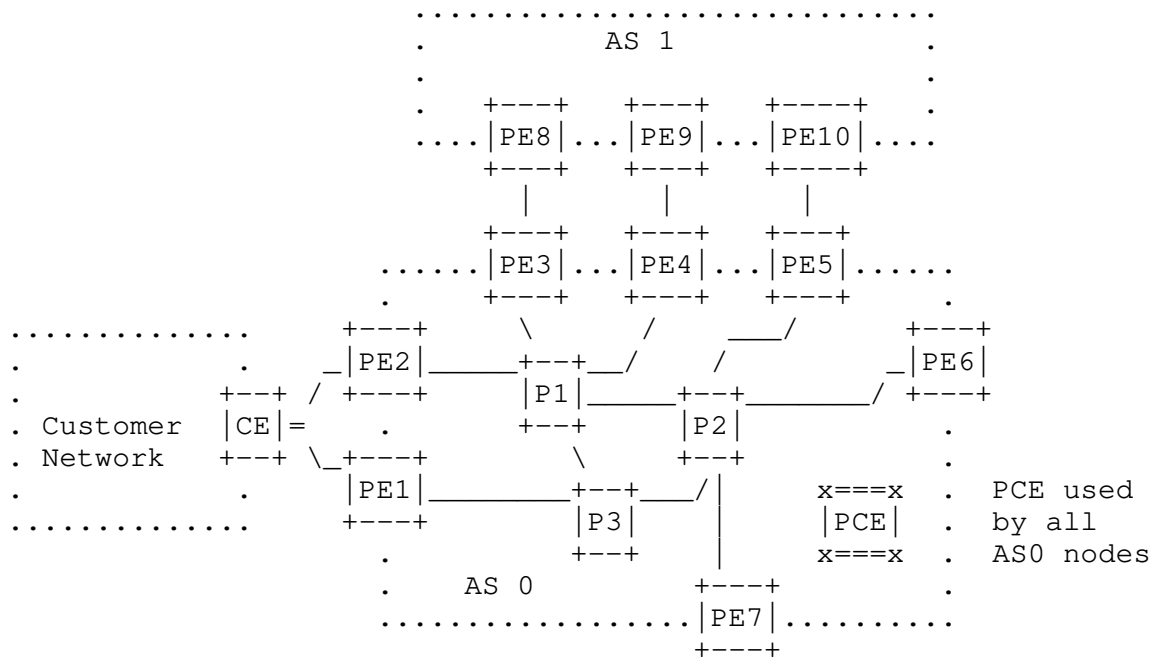 AS 1
PE8 PE9 PE10
PE3 PE4 PE5
PE2 PE6
P1
Customer CE P2
Network
PE1 PCE used
P3 PCE by all
AS0 nodes
AS 0
PE7